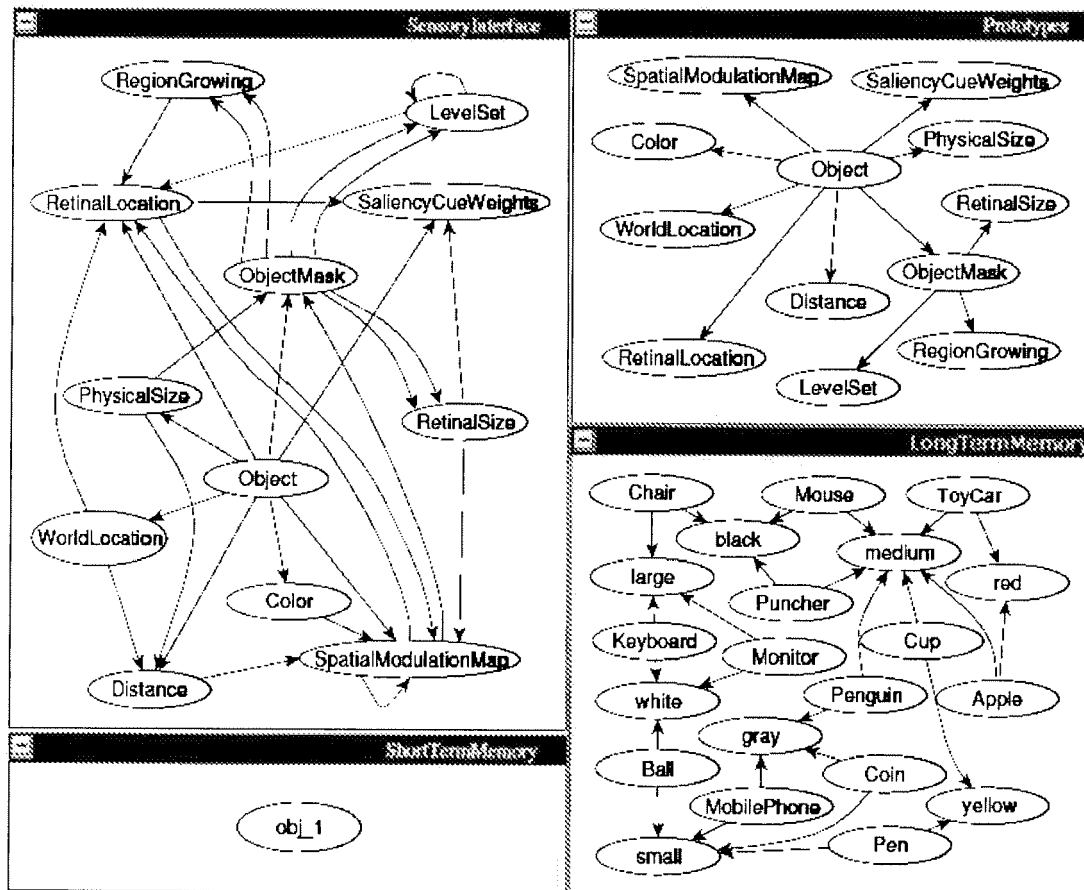 SensoryInterface
RegionGrowing
LevelSet
RetinalLocation
SaliencyCueWeights
ObjectMask
PhysicalSize
RetinalSize
Object
WorldLocation
Color
SpatialModulationMap
Distance
ShortTermMemory
obj_1
Prototypes
SpatialModulationMap
SaliencyCueWeights
Color
PhysicalSize
Object
RetinalSize
WorldLocation
ObjectMask
Distance
RetinalLocation
RegionGrowing
LevelSet
LongTermMemory
Chair
Mouse
ToyCar
black
medium
large
red
Puncher
Keyboard
Cup
Monitor
white
Penguin
Apple
gray
Ball
Coin
MobilePhone
yellow
small
Pen